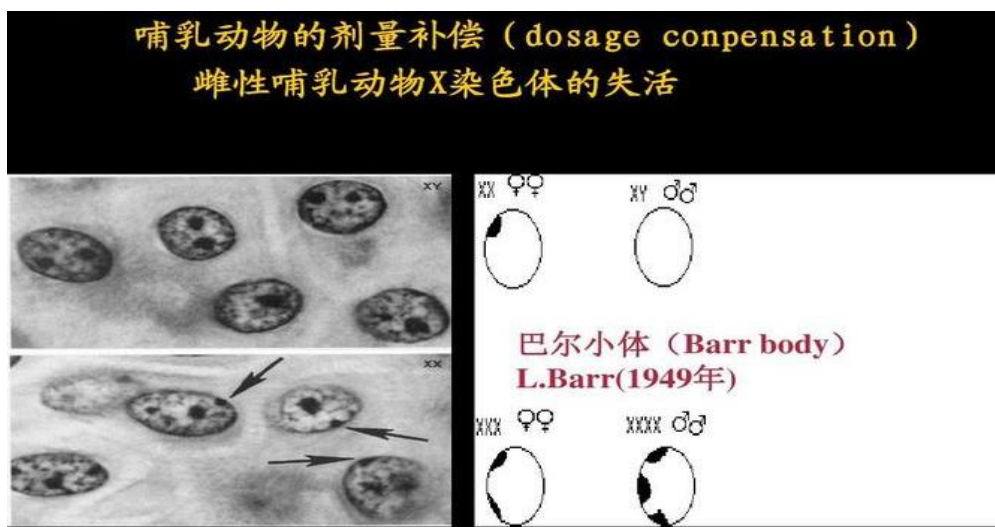 哺乳动物的剂量补偿（dosage conpensation）
雌性哺乳动物X染色体的失活
XY
XX
XX ♀♀
XY ♂♂
巴尔小体（Barr body）
L.Barr(1949年)
XXX ♀♀
XXXX ♂♂